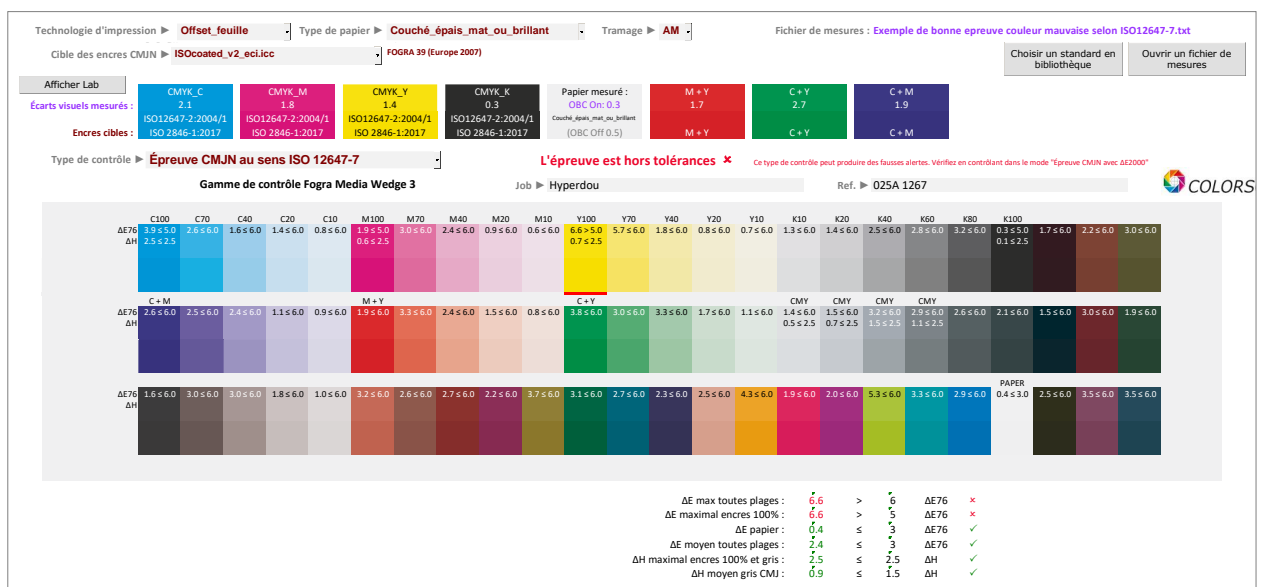 Technologie d'impression ► Offset_feuille Type de papier ► Couché_épais_mat_ou_brillant Tramage ► AM Fichier de mesures : Exemple de bonne epreuve couleur mauvaise selon ISO12647-7.txt
Cible des encres CMJN ► ISOcoated_v2_eci.icc FOGRA 39 (Europe 2007) Choisir un standard en bibliothèque Ouvrir un fichier de mesures
Afficher Lab CMYK_C CMYK_M CMYK_Y CMYK_K Papier mesuré : M + Y C + Y C + M
Écarts visuels mesurés : 2.1 1.8 1.4 0.3 OBC On: 0.3 1.7 2.7 1.9
ISO12647-2:2004/1 ISO12647-2:2004/1 ISO12647-2:2004/1 ISO12647-2:2004/1 Couché_épais_mat_ou_brillant
Encres cibles : ISO 2846-1:2017 ISO 2846-1:2017 ISO 2846-1:2017 ISO 2846-1:2017 (OBC Off 0.5) M + Y C + Y C + M
Type de contrôle ► Épreuve CMJN au sens ISO 12647-7 L'épreuve est hors tolérances × Ce type de contrôle peut produire des fausses alertes. Vérifiez en contrôlant dans le mode "Épreuve CMJN avec ΔE2000"
Gamme de contrôle Fogra Media Wedge 3 Job ► Hyperdou Ref. ► 025A 1267 COLORS
C100 C70 C40 C20 C10 M100 M70 M40 M20 M10 Y100 Y70 Y40 Y20 Y10 K10 K20 K40 K60 K80 K100
ΔE76 3.9 ≤ 5.0 2.6 ≤ 6.0 1.6 ≤ 6.0 1.4 ≤ 6.0 0.8 ≤ 6.0 1.9 ≤ 5.0 3.0 ≤ 6.0 2.4 ≤ 6.0 0.9 ≤ 6.0 0.6 ≤ 6.0 6.6 > 5.0 5.7 ≤ 6.0 1.8 ≤ 6.0 0.8 ≤ 6.0 0.7 ≤ 6.0 1.3 ≤ 6.0 1.4 ≤ 6.0 2.5 ≤ 6.0 2.8 ≤ 6.0 3.2 ≤ 6.0 0.3 ≤ 5.0 1.7 ≤ 6.0 2.2 ≤ 6.0 3.0 ≤ 6.0
ΔH 2.5 ≤ 2.5 0.6 ≤ 2.5 0.7 ≤ 2.5 0.1 ≤ 2.5
C + M M + Y C + Y CMY CMY CMY CMY
ΔE76 2.6 ≤ 6.0 2.5 ≤ 6.0 2.4 ≤ 6.0 1.1 ≤ 6.0 0.9 ≤ 6.0 1.9 ≤ 6.0 3.3 ≤ 6.0 2.4 ≤ 6.0 1.5 ≤ 6.0 0.8 ≤ 6.0 3.8 ≤ 6.0 3.0 ≤ 6.0 3.3 ≤ 6.0 1.7 ≤ 6.0 1.1 ≤ 6.0 1.4 ≤ 6.0 1.5 ≤ 6.0 3.2 ≤ 6.0 2.9 ≤ 6.0 2.6 ≤ 6.0 2.1 ≤ 6.0 1.5 ≤ 6.0 3.0 ≤ 6.0 1.9 ≤ 6.0
ΔH 0.5 ≤ 2.5 0.7 ≤ 2.5 1.5 ≤ 2.5 1.1 ≤ 2.5
PAPER
ΔE76 1.6 ≤ 6.0 3.0 ≤ 6.0 3.0 ≤ 6.0 1.8 ≤ 6.0 1.0 ≤ 6.0 3.2 ≤ 6.0 2.6 ≤ 6.0 2.7 ≤ 6.0 2.2 ≤ 6.0 3.7 ≤ 6.0 3.1 ≤ 6.0 2.7 ≤ 6.0 2.3 ≤ 6.0 2.5 ≤ 6.0 4.3 ≤ 6.0 1.9 ≤ 6.0 2.0 ≤ 6.0 5.3 ≤ 6.0 3.3 ≤ 6.0 2.9 ≤ 6.0 0.4 ≤ 3.0 2.5 ≤ 6.0 3.5 ≤ 6.0 3.5 ≤ 6.0
ΔH
ΔE max toutes plages : 6.6 > 6 ΔE76 ×
ΔE maximal encres 100% : 6.6 > 5 ΔE76 ×
ΔE papier : 0.4 ≤ 3 ΔE76 ✓
ΔE moyen toutes plages : 2.4 ≤ 3 ΔE76 ✓
ΔH maximal encres 100% et gris : 2.5 ≤ 2.5 ΔH ✓
ΔH moyen gris CMJ : 0.9 ≤ 1.5 ΔH ✓